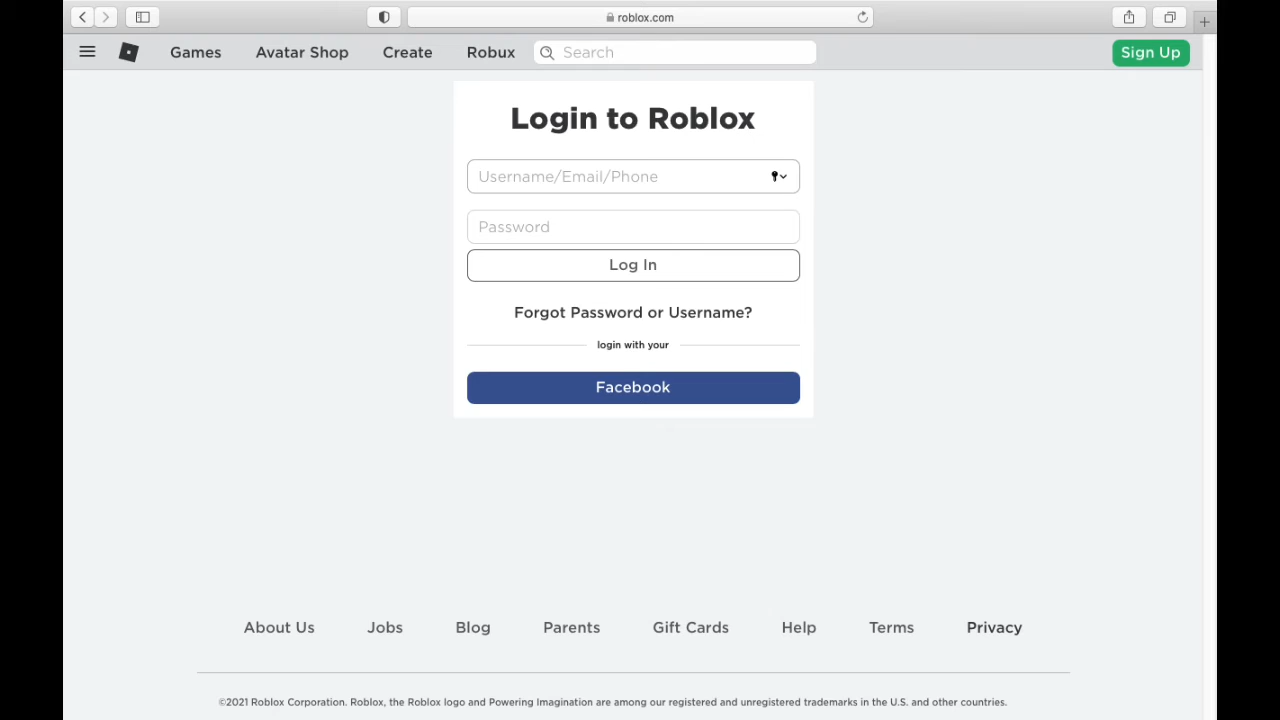 roblox.com
Games Avatar Shop Create Robux Search Sign Up
Login to Roblox
Username/Email/Phone
Password
Log In
Forgot Password or Username?
login with your
Facebook
About Us Jobs Blog Parents Gift Cards Help Terms Privacy
©2021 Roblox Corporation. Roblox, the Roblox logo and Powering Imagination are among our registered and unregistered trademarks in the U.S. and other countries.